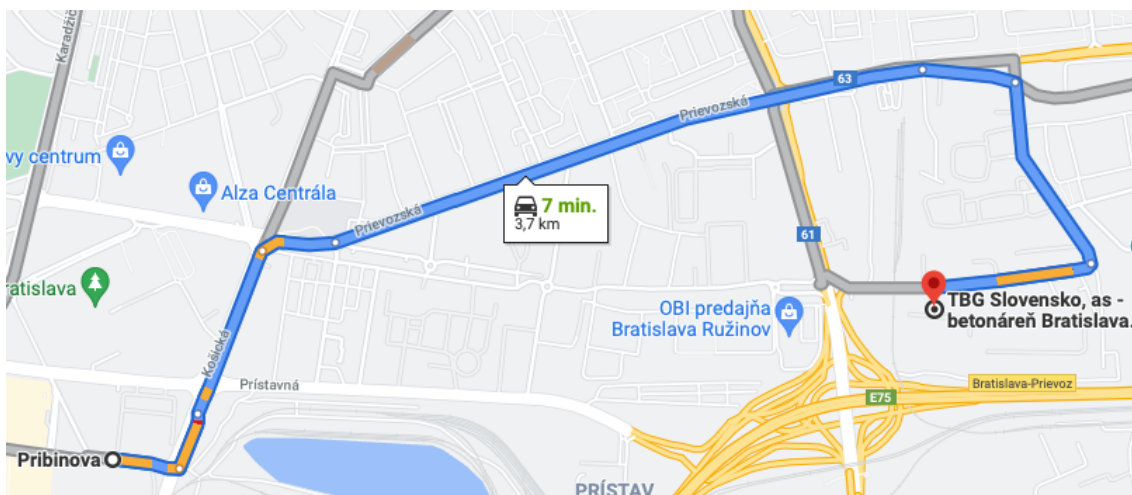 Karadžič
63
Prievozská
vy centrum
Alza Centrála
7 min.
3,7 km
Prievozská
61
ratislava
TBG Slovensko, as -
betonáreň Bratislava.
OBI predajňa
Bratislava Ružinov
Košická
Prístavná
Bratislava-Prievoz
E75
Pribinova
PRÍSTAV